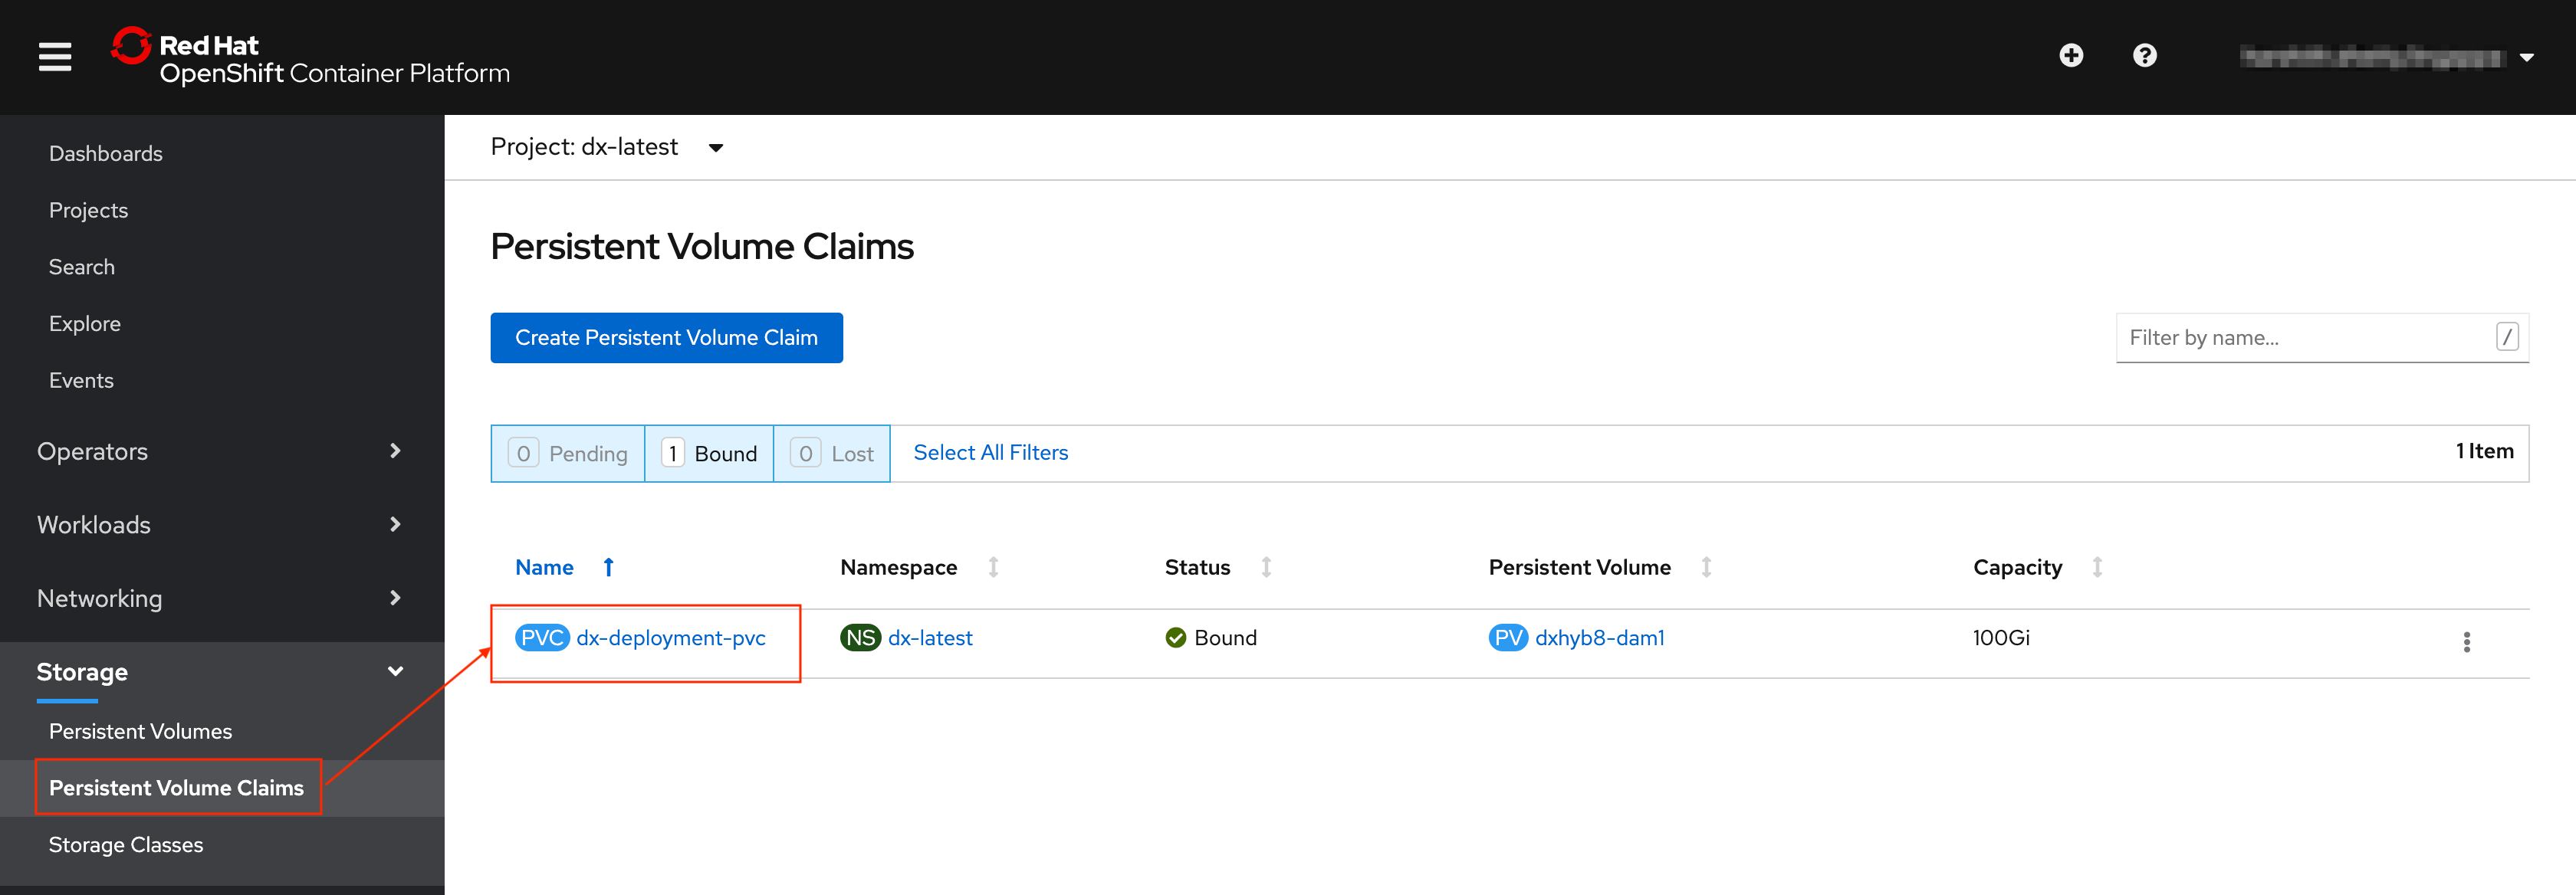 Red Hat
OpenShift Container Platform
Dashboards
Projects
Search
Explore
Events
Operators
Workloads
Networking
Storage
Persistent Volumes
Persistent Volume Claims
Storage Classes
Project: dx-latest
Persistent Volume Claims
Create Persistent Volume Claim
Filter by name... /
0 Pending 1 Bound 0 Lost Select All Filters 1 Item
Name Namespace Status Persistent Volume Capacity
PVC dx-deployment-pvc NS dx-latest Bound PV dxhyb8-dam1 100Gi